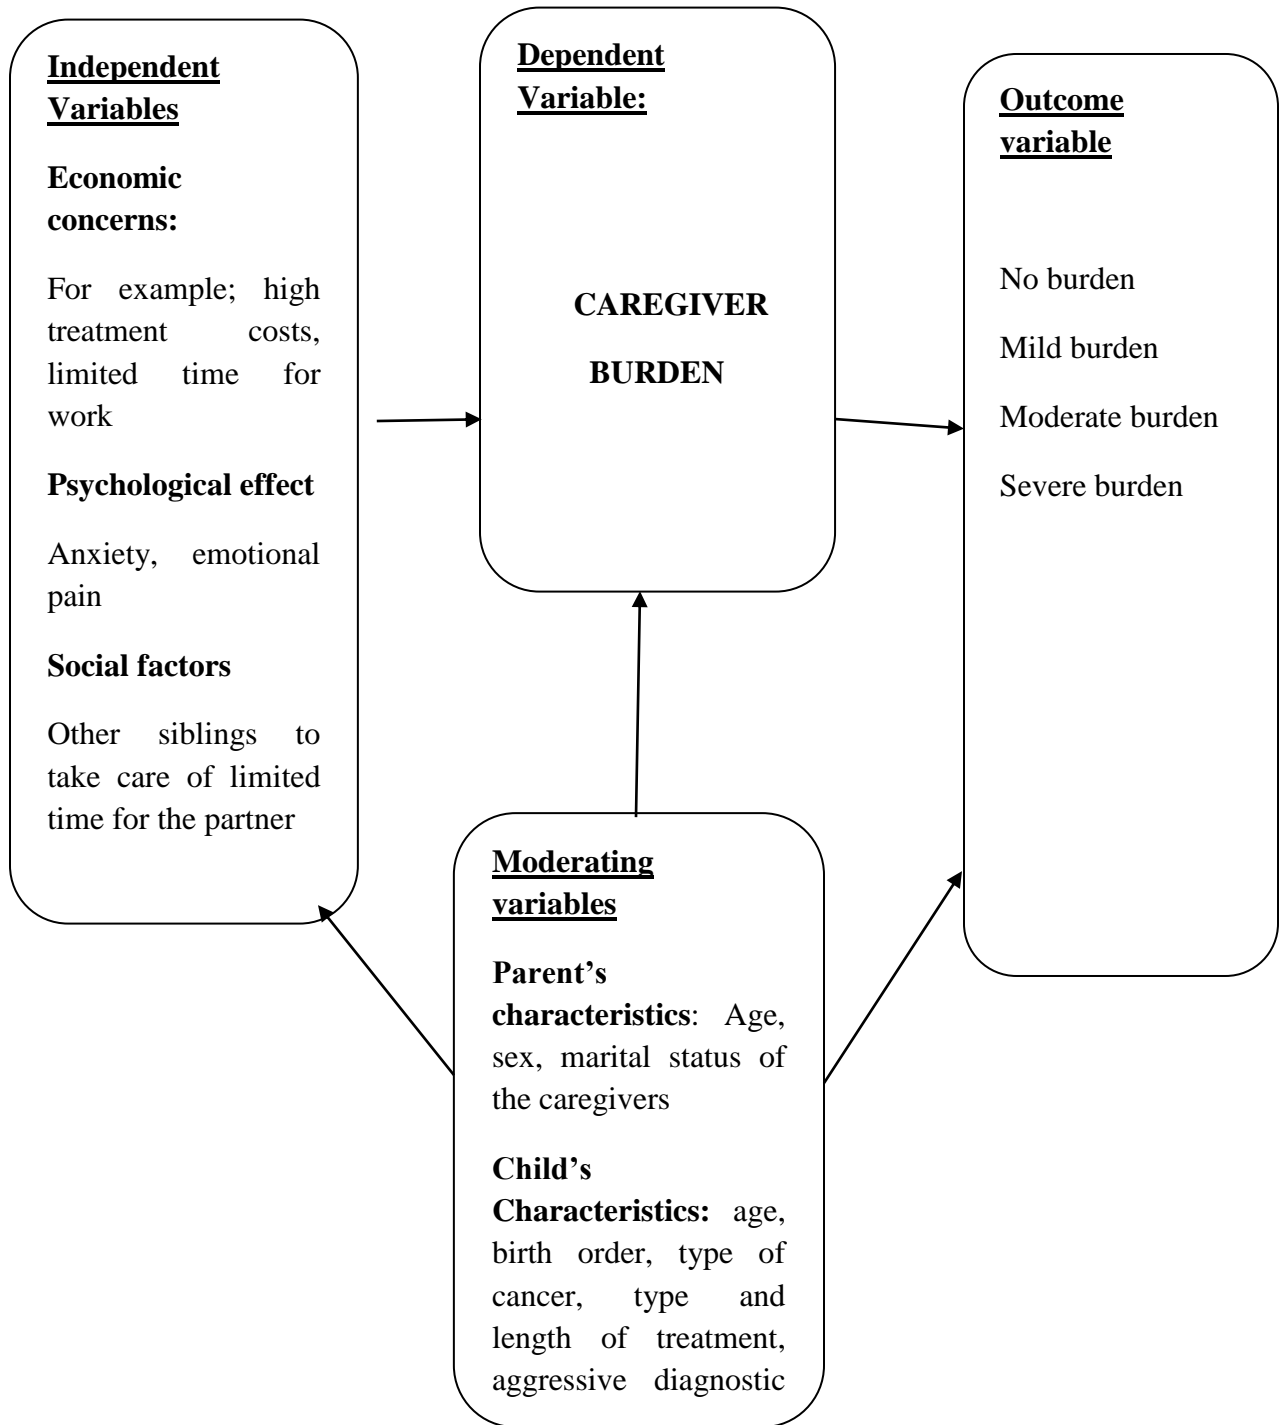 Independent
Variables
Economic
concerns:
For example; high
treatment costs,
limited time for
work
Psychological effect
Anxiety, emotional
pain
Social factors
Other siblings to
take care of limited
time for the partner
Dependent
Variable:
CAREGIVER
BURDEN
Outcome
variable
No burden
Mild burden
Moderate burden
Severe burden
Moderating
variables
Parent’s
characteristics: Age,
sex, marital status of
the caregivers
Child’s
Characteristics: age,
birth order, type of
cancer, type and
length of treatment,
aggressive diagnostic